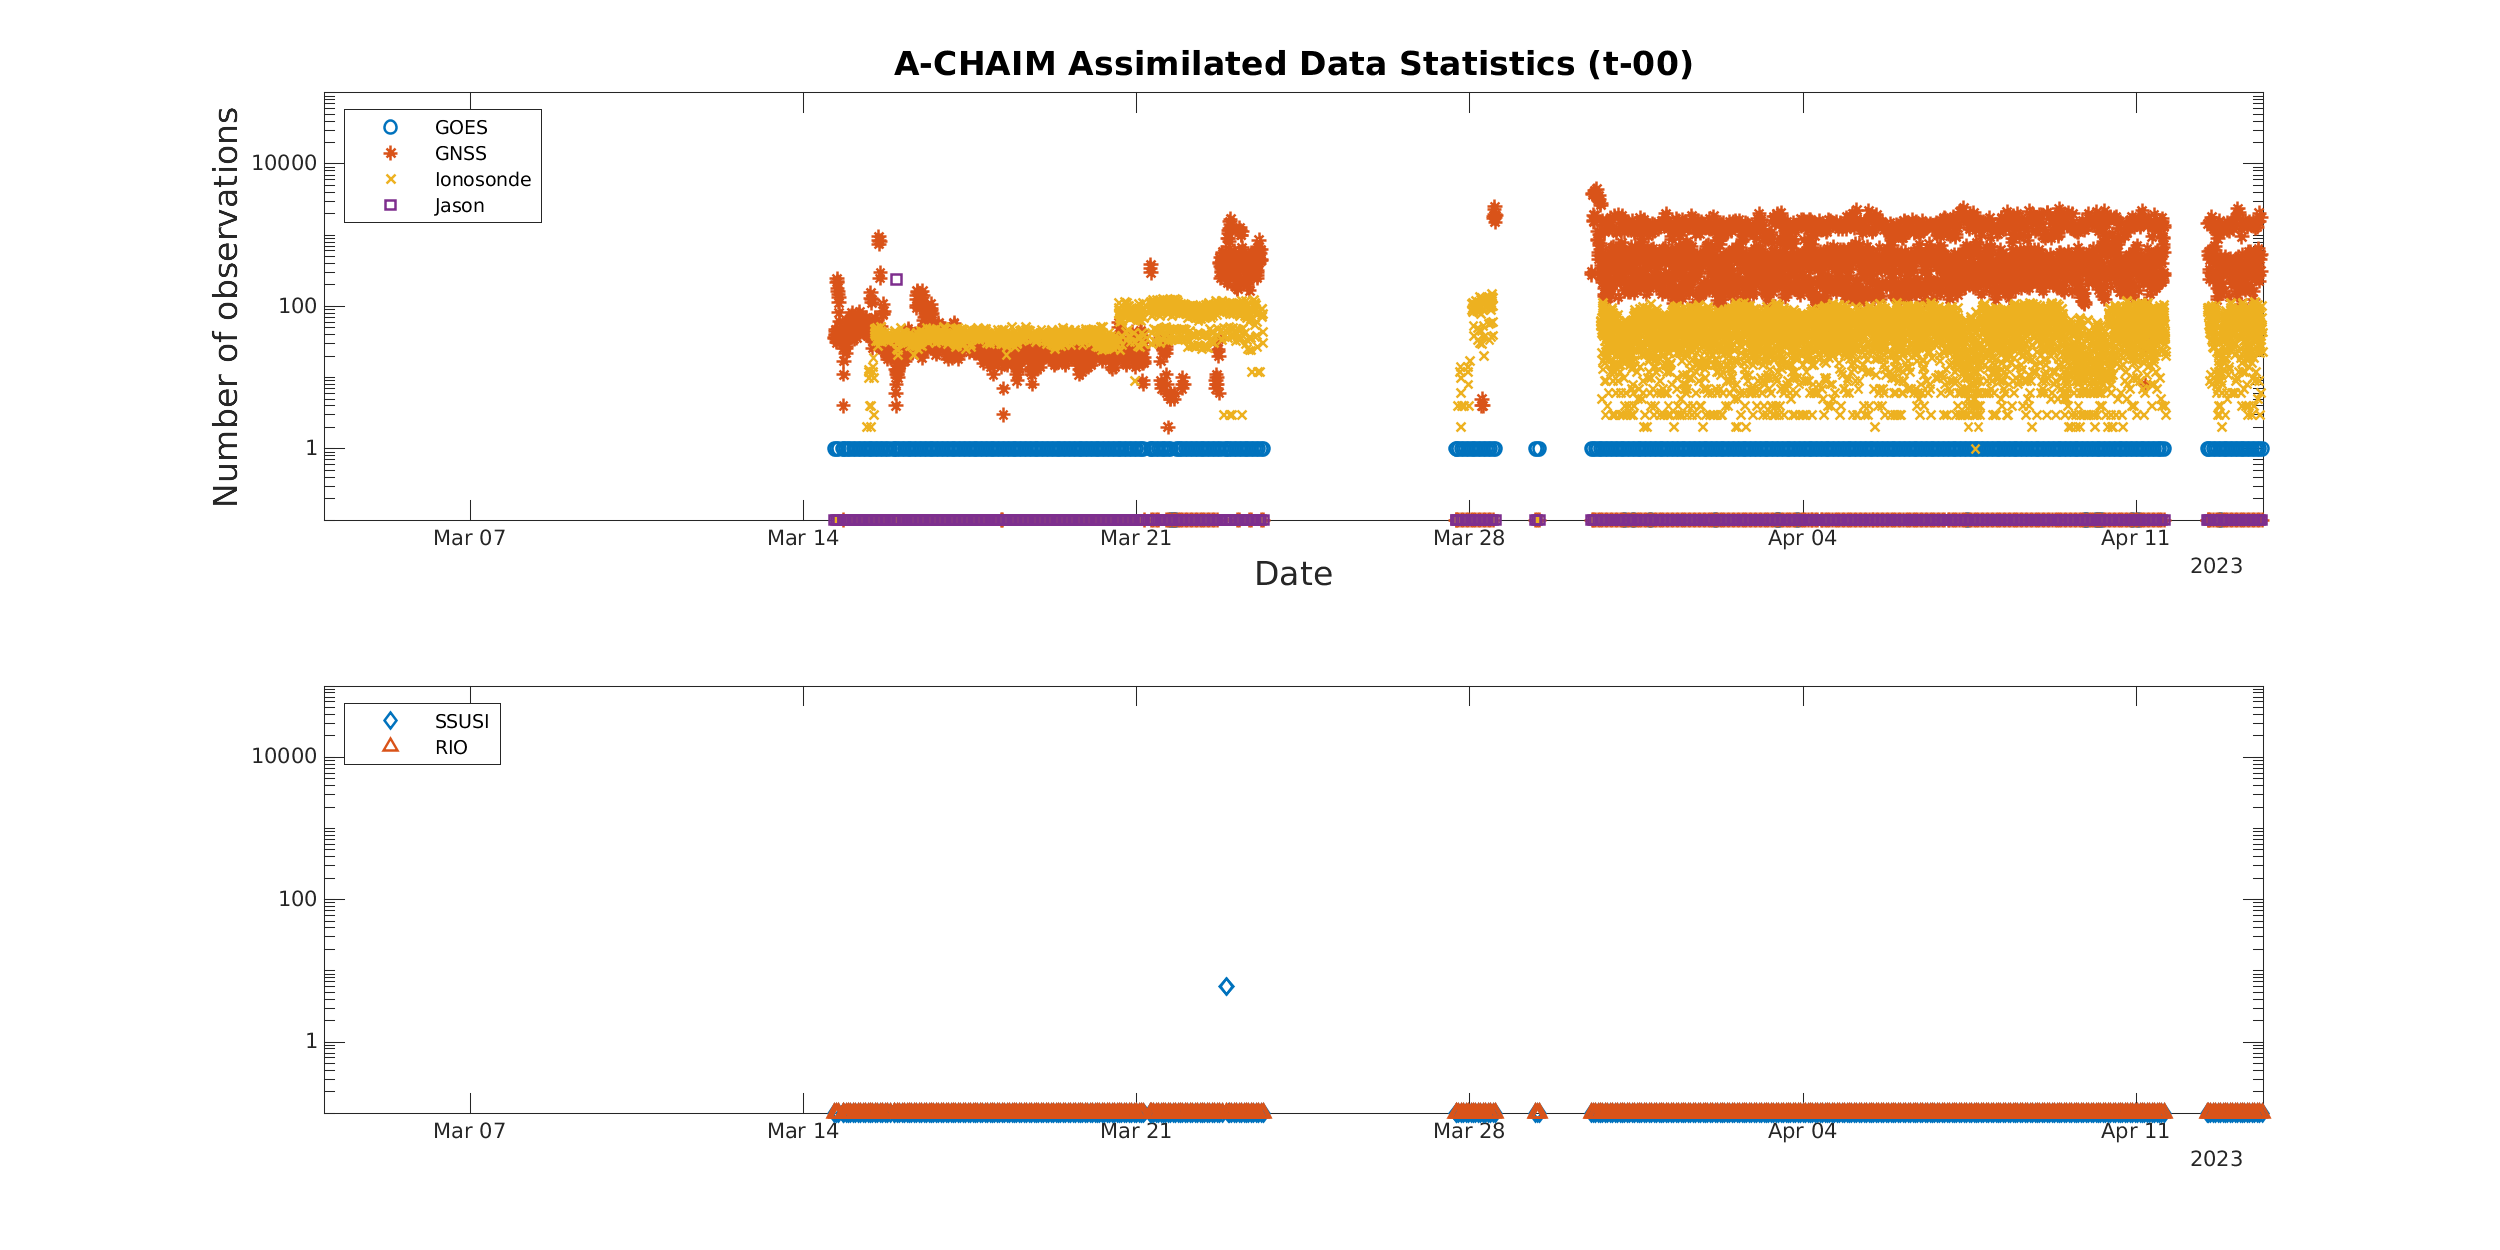 A-CHAIM Assimilated Data Statistics (t-00)
Number of observations
GOES
GNSS
Ionosonde
Jason
10000
100
1
Mar 07 Mar 14 Mar 21 Mar 28 Apr 04 Apr 11
2023
Date
SSUSI
RIO
10000
100
1
Mar 07 Mar 14 Mar 21 Mar 28 Apr 04 Apr 11
2023